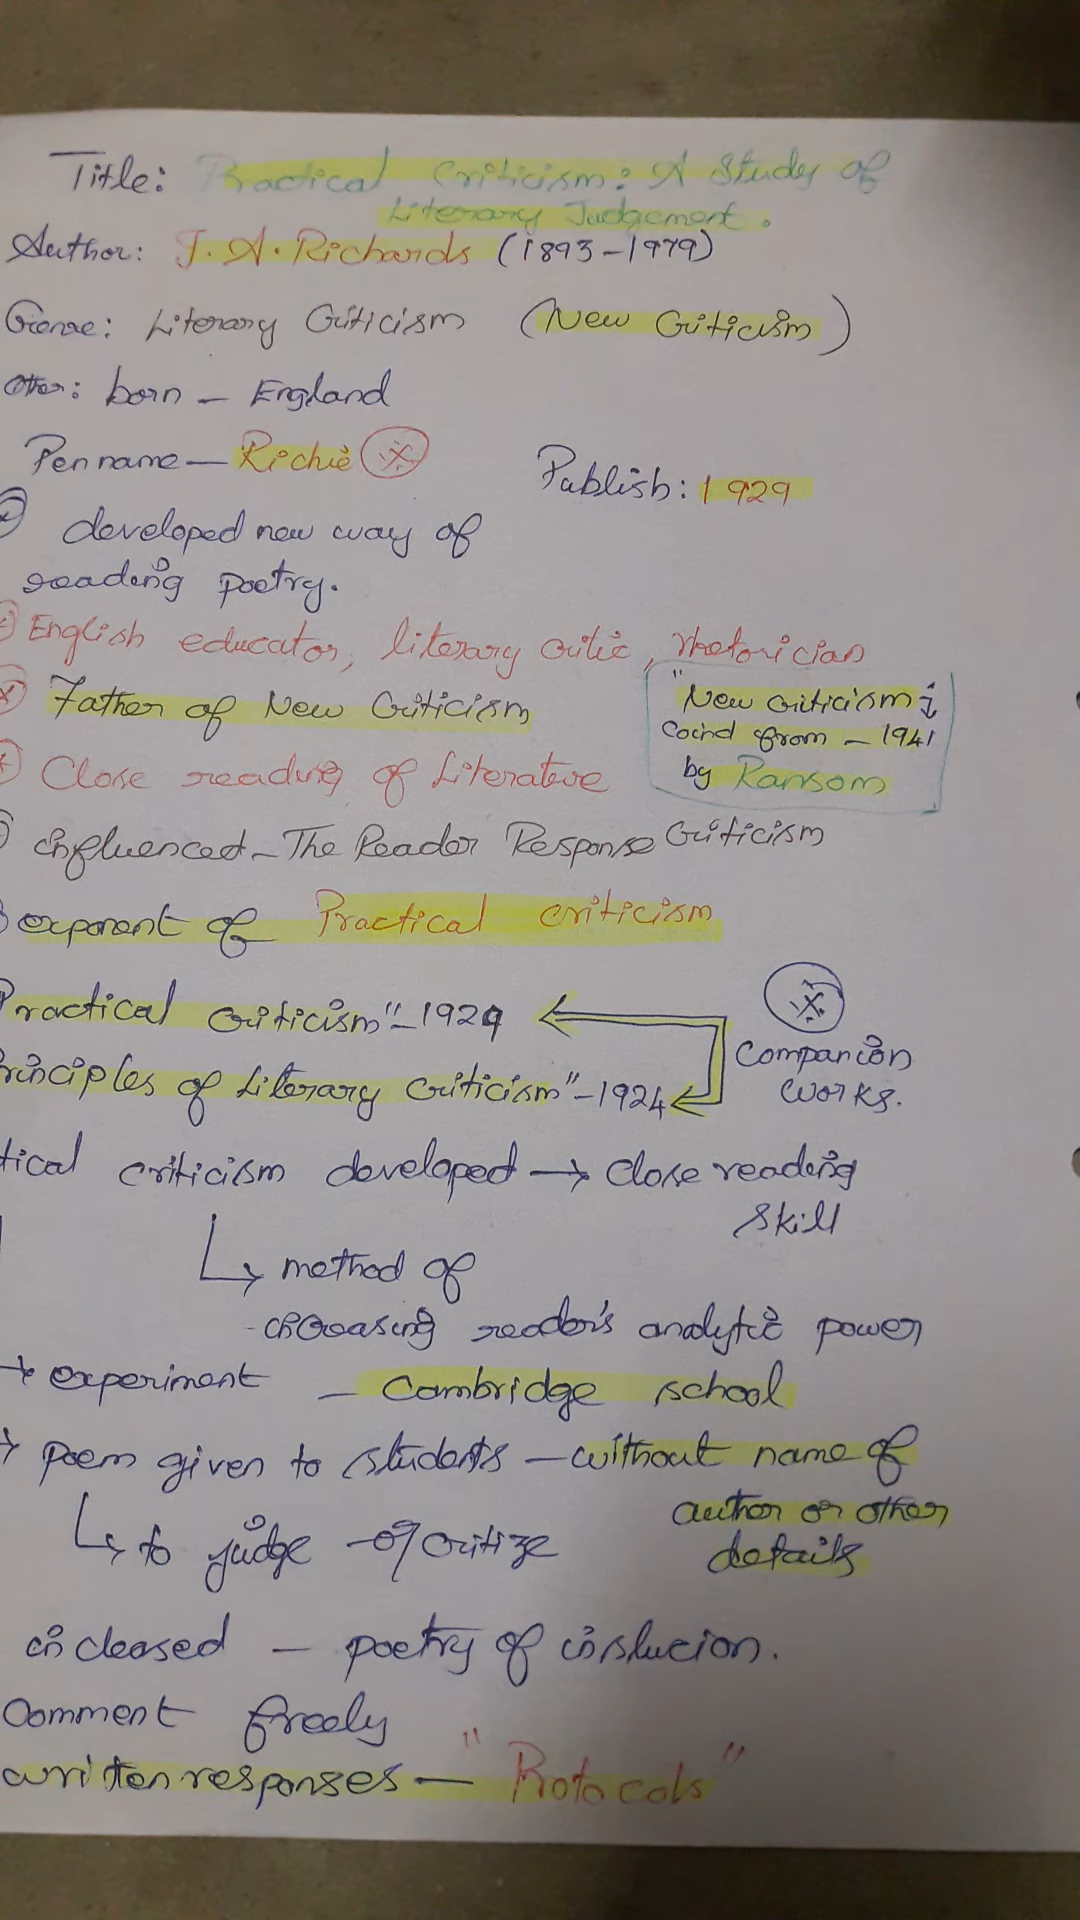 Title: Practical Criticism: A Study of
Literary Judgement.
Author: I. A. Richards (1893-1979)
Genre: Literary Criticism (New Criticism)
Other: born - England
Pen name - Richie
Publish: 1929
developed new way of
reading poetry.
English educator, literary critic, rhetorician
Father of New Criticism
"New criticism;
coind from - 1941
by Ransom
Close reading of Literature
influenced - The Reader Response Criticism
exponent of Practical criticism
Practical criticism" - 1929
Principles of Literary Criticism" - 1924
Companion
works.
tical criticism developed → Close reading
skill
↳ method of
increasing reader's analytic power
→ experiment - Cambridge school
→ poem given to students - without name of
author or other
details
↳ to judge or critize
in cleased - poetry of
Comment freely
written responses - "Protocols"